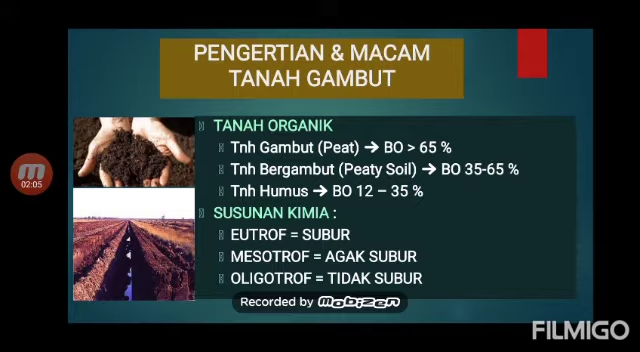 PENGERTIAN & MACAM
TANAH GAMBUT
TANAH ORGANIK
Tnh Gambut (Peat) → BO > 65 %
Tnh Bergambut (Peaty Soil) → BO 35-65 %
Tnh Humus → BO 12 – 35 %
SUSUNAN KIMIA :
EUTROF = SUBUR
MESOTROF = AGAK SUBUR
OLIGOTROF = TIDAK SUBUR
02:05
Recorded by mobizen
FILMIGO